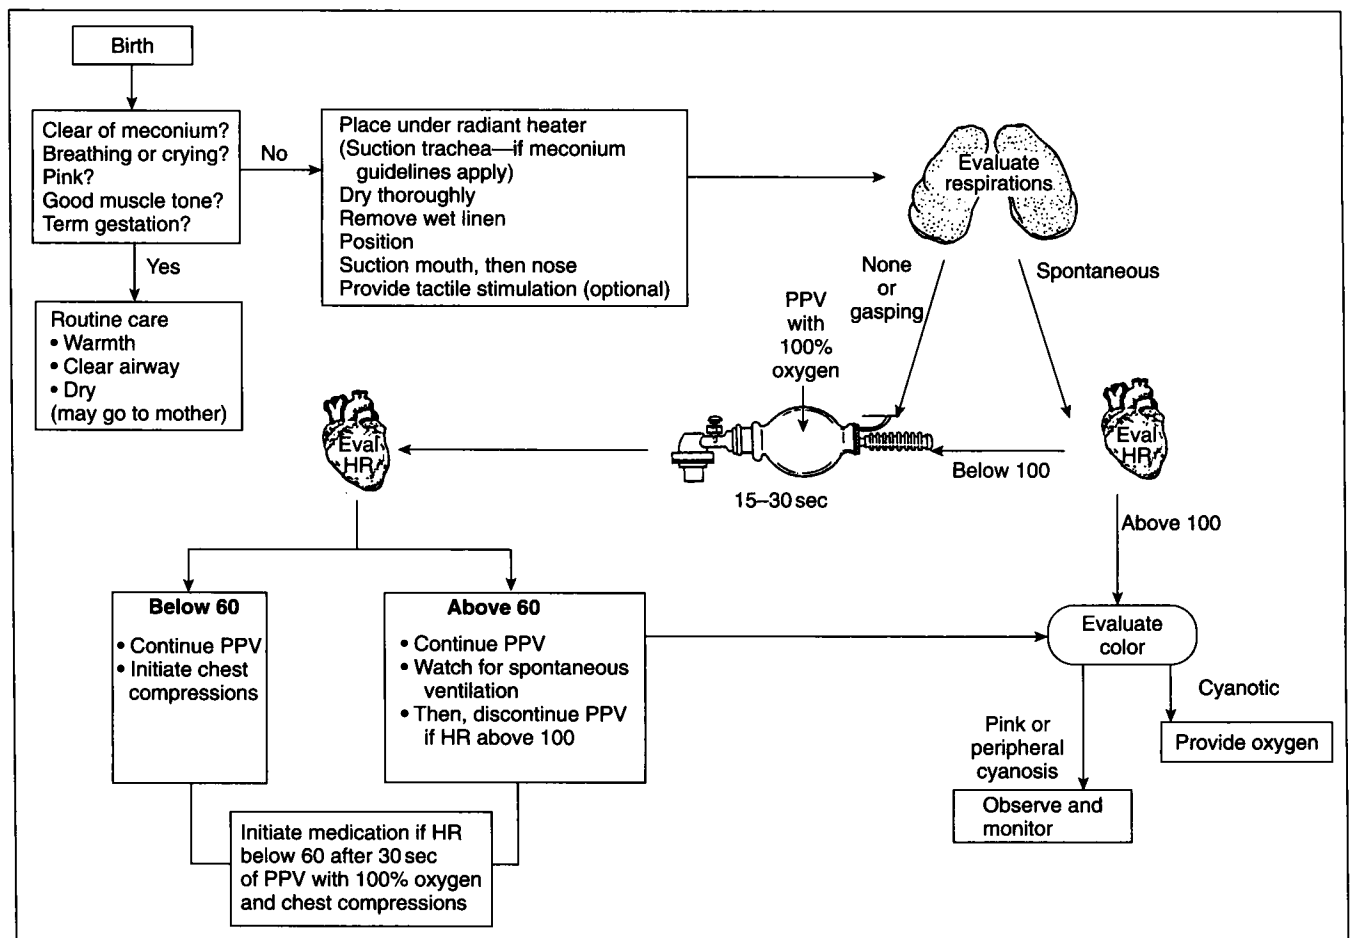 Birth
Clear of meconium?
Breathing or crying?
Pink?
Good muscle tone?
Term gestation?
No
Yes
Routine care
• Warmth
• Clear airway
• Dry
(may go to mother)
Place under radiant heater
(Suction trachea—if meconium
guidelines apply)
Dry thoroughly
Remove wet linen
Position
Suction mouth, then nose
Provide tactile stimulation (optional)
Evaluate
respirations
None
or
gasping
Spontaneous
PPV
with
100%
oxygen
15–30 sec
Below 100
Eval
HR
Above 100
Eval
HR
Below 60
• Continue PPV
• Initiate chest
compressions
Above 60
• Continue PPV
• Watch for spontaneous
ventilation
• Then, discontinue PPV
if HR above 100
Initiate medication if HR
below 60 after 30 sec
of PPV with 100% oxygen
and chest compressions
Evaluate
color
Cyanotic
Provide oxygen
Pink or
peripheral
cyanosis
Observe and
monitor